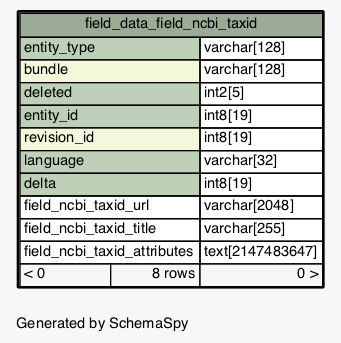 field_data_field_ncbi_taxid
entity_type varchar[128]
bundle varchar[128]
deleted int2[5]
entity_id int8[19]
revision_id int8[19]
language varchar[32]
delta int8[19]
field_ncbi_taxid_url varchar[2048]
field_ncbi_taxid_title varchar[255]
field_ncbi_taxid_attributes text[2147483647]
< 0 8 rows 0 >
Generated by SchemaSpy